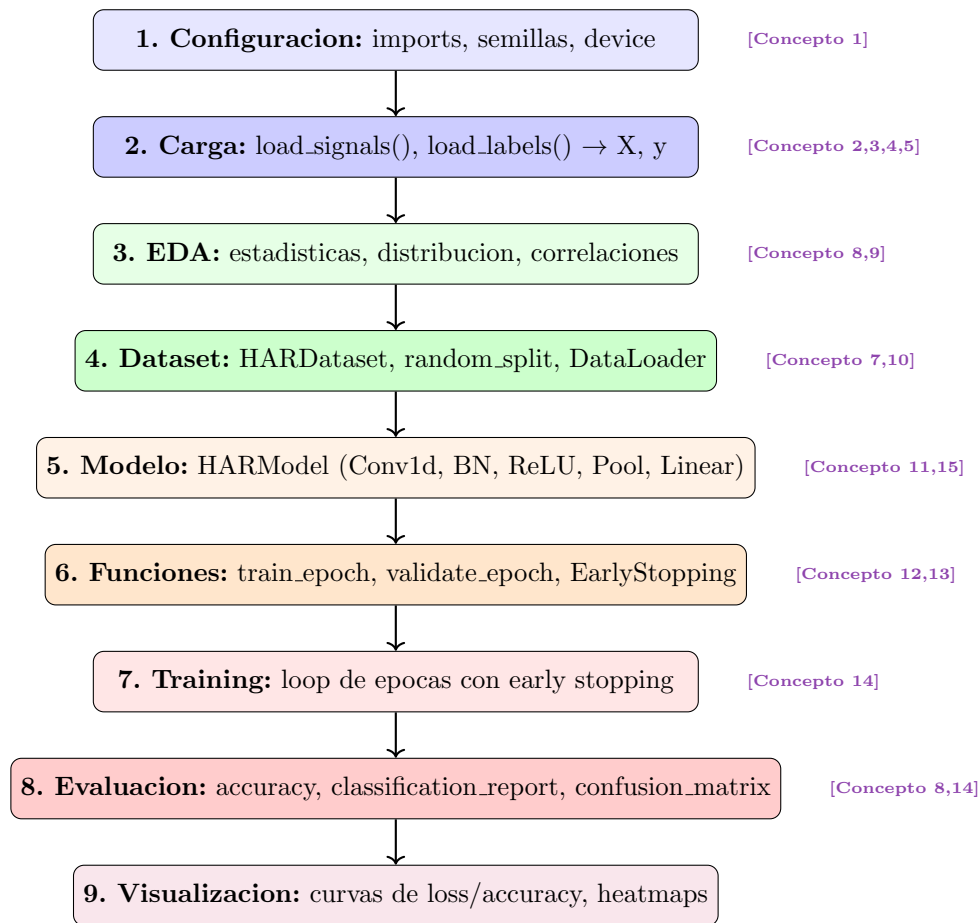 1. Configuracion: imports, semillas, device [Concepto 1]
2. Carga: load_signals(), load_labels() → X, y [Concepto 2,3,4,5]
3. EDA: estadisticas, distribucion, correlaciones [Concepto 8,9]
4. Dataset: HARDataset, random_split, DataLoader [Concepto 7,10]
5. Modelo: HARModel (Conv1d, BN, ReLU, Pool, Linear) [Concepto 11,15]
6. Funciones: train_epoch, validate_epoch, EarlyStopping [Concepto 12,13]
7. Training: loop de epocas con early stopping [Concepto 14]
8. Evaluacion: accuracy, classification_report, confusion_matrix [Concepto 8,14]
9. Visualizacion: curvas de loss/accuracy, heatmaps